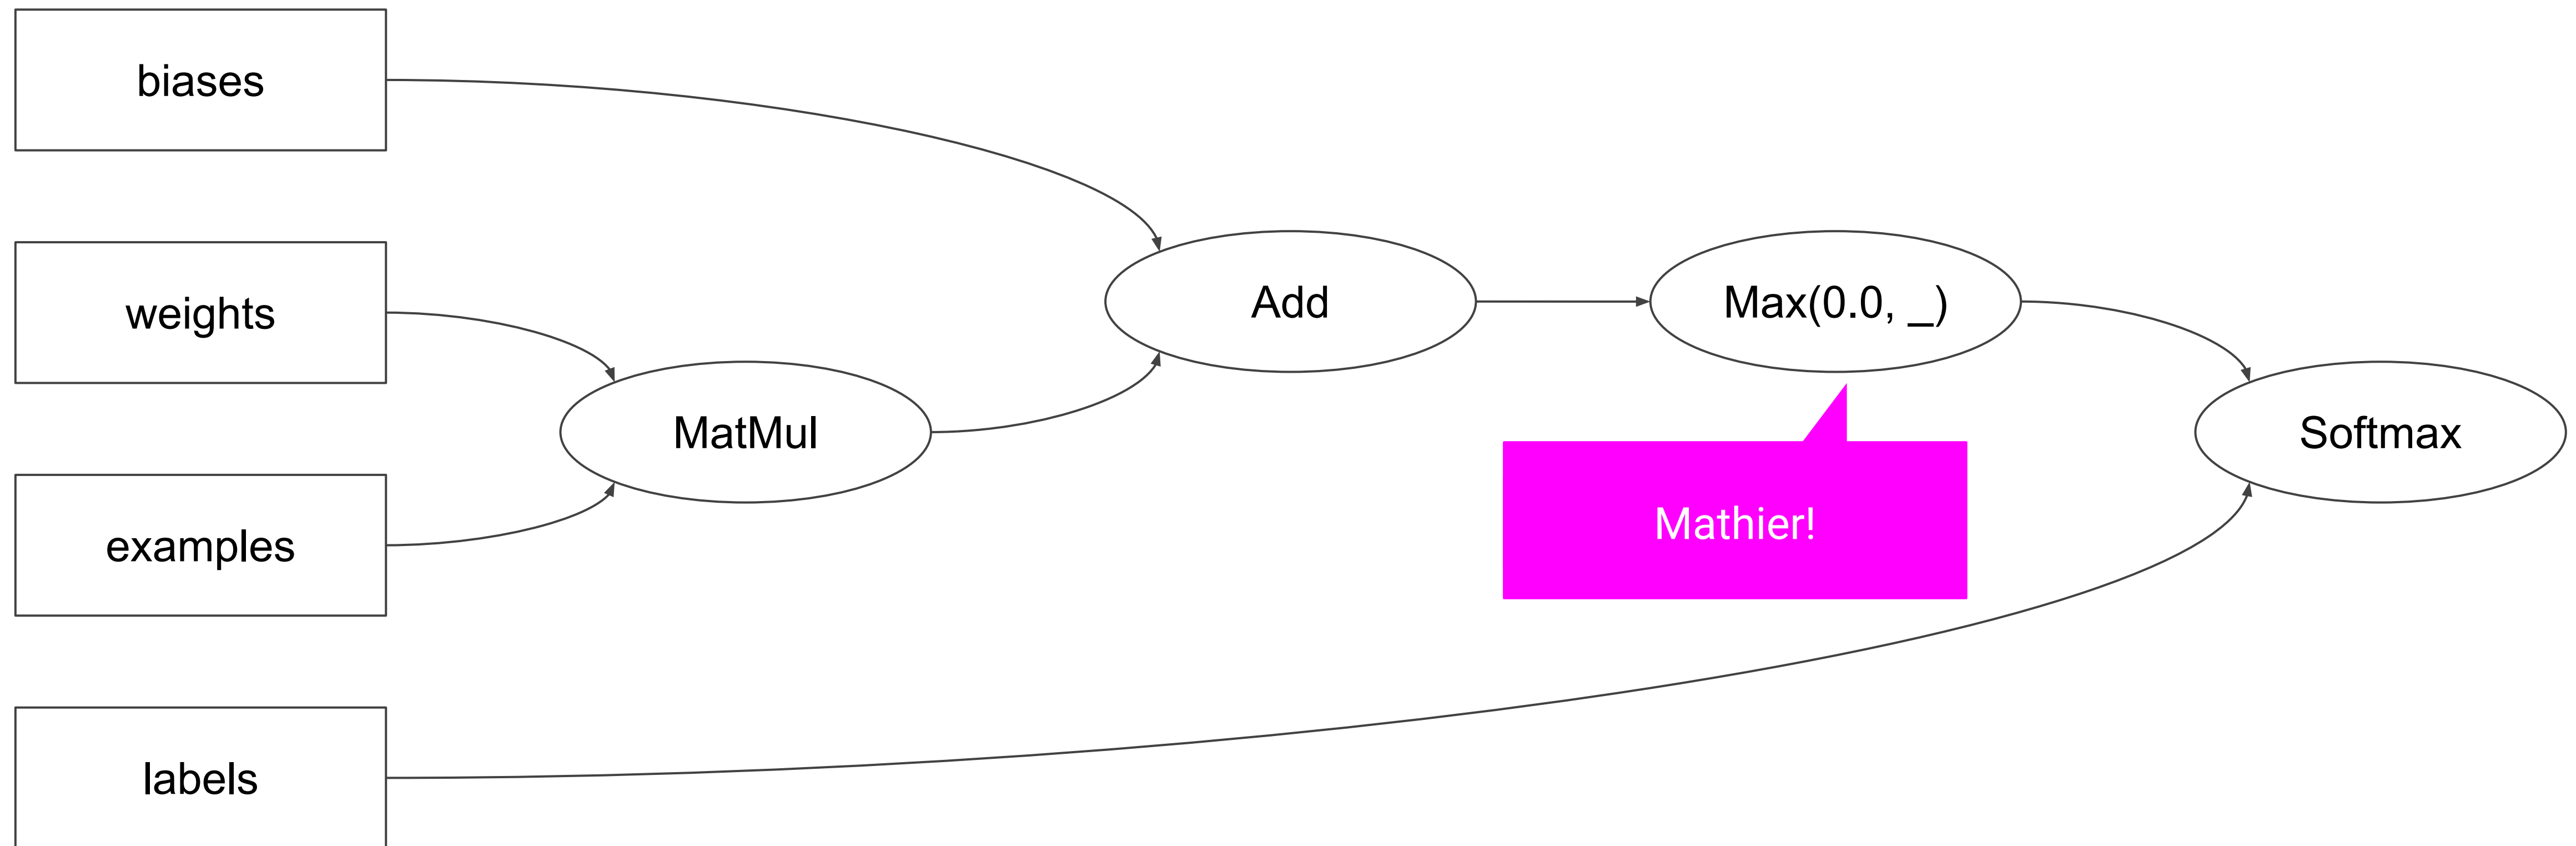 biases
weights
examples
labels
MatMul
Add
Max(0.0, _)
Mathier!
Softmax